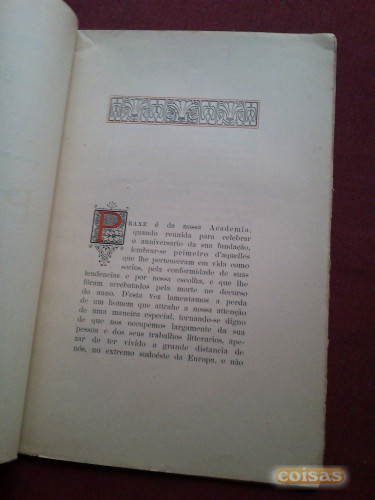 PRAXE é da nossa Academia,
quando reunida para celebrar
o anniversario da sua fundação,
lembrar-se primeiro d'aquelles
que lhe pertenceram em vida como
socios, pela conformidade de suas
tendencias e por nossa escolha, e que
fôram arrebatados pela morte no decurso
do anno. D'esta vez lamentamos a perda
de um homem que attrahe a nossa attenção
de uma maneira especial, tornando-se digno
de que nos occupemos largamente da sua
pessoa e dos seus trabalhos litterarios, ape-
zar de ter vivido a grande distancia de
nós, no extremo sudoéste da Europa, e não
coisas